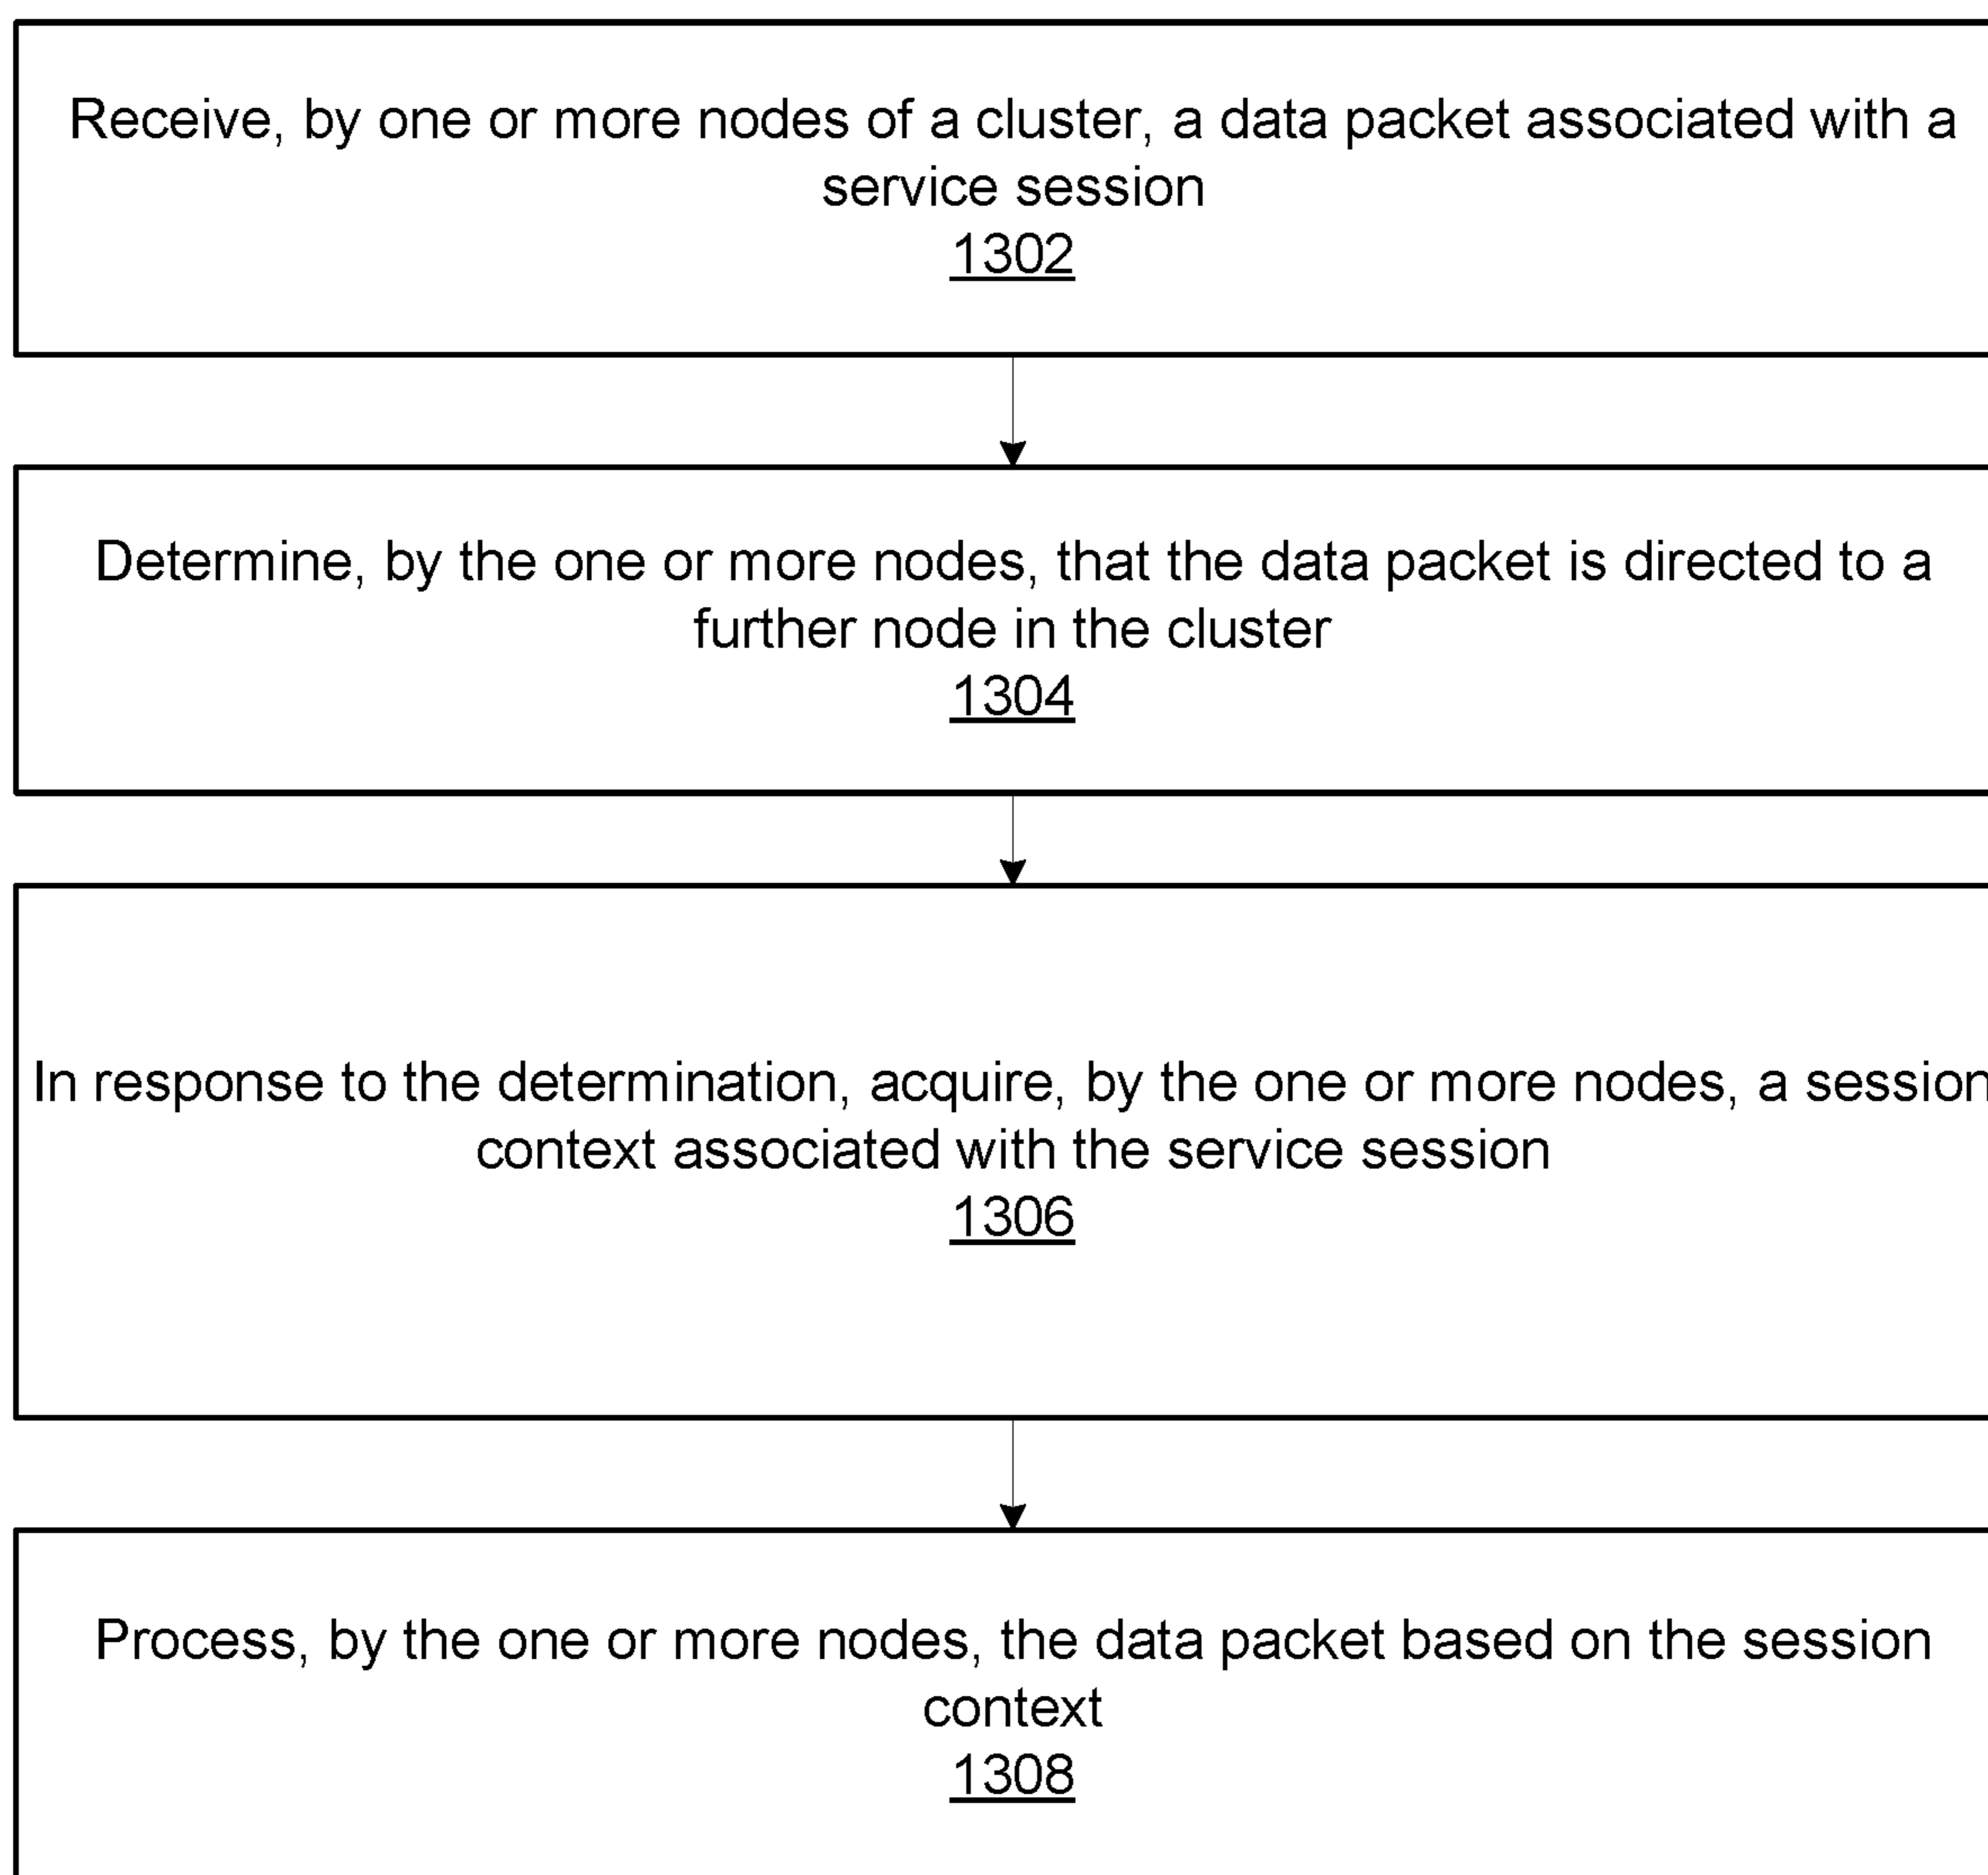 Receive, by one or more nodes of a cluster, a data packet associated with a
service session
1302
Determine, by the one or more nodes, that the data packet is directed to a
further node in the cluster
1304
In response to the determination, acquire, by the one or more nodes, a session
context associated with the service session
1306
Process, by the one or more nodes, the data packet based on the session
context
1308